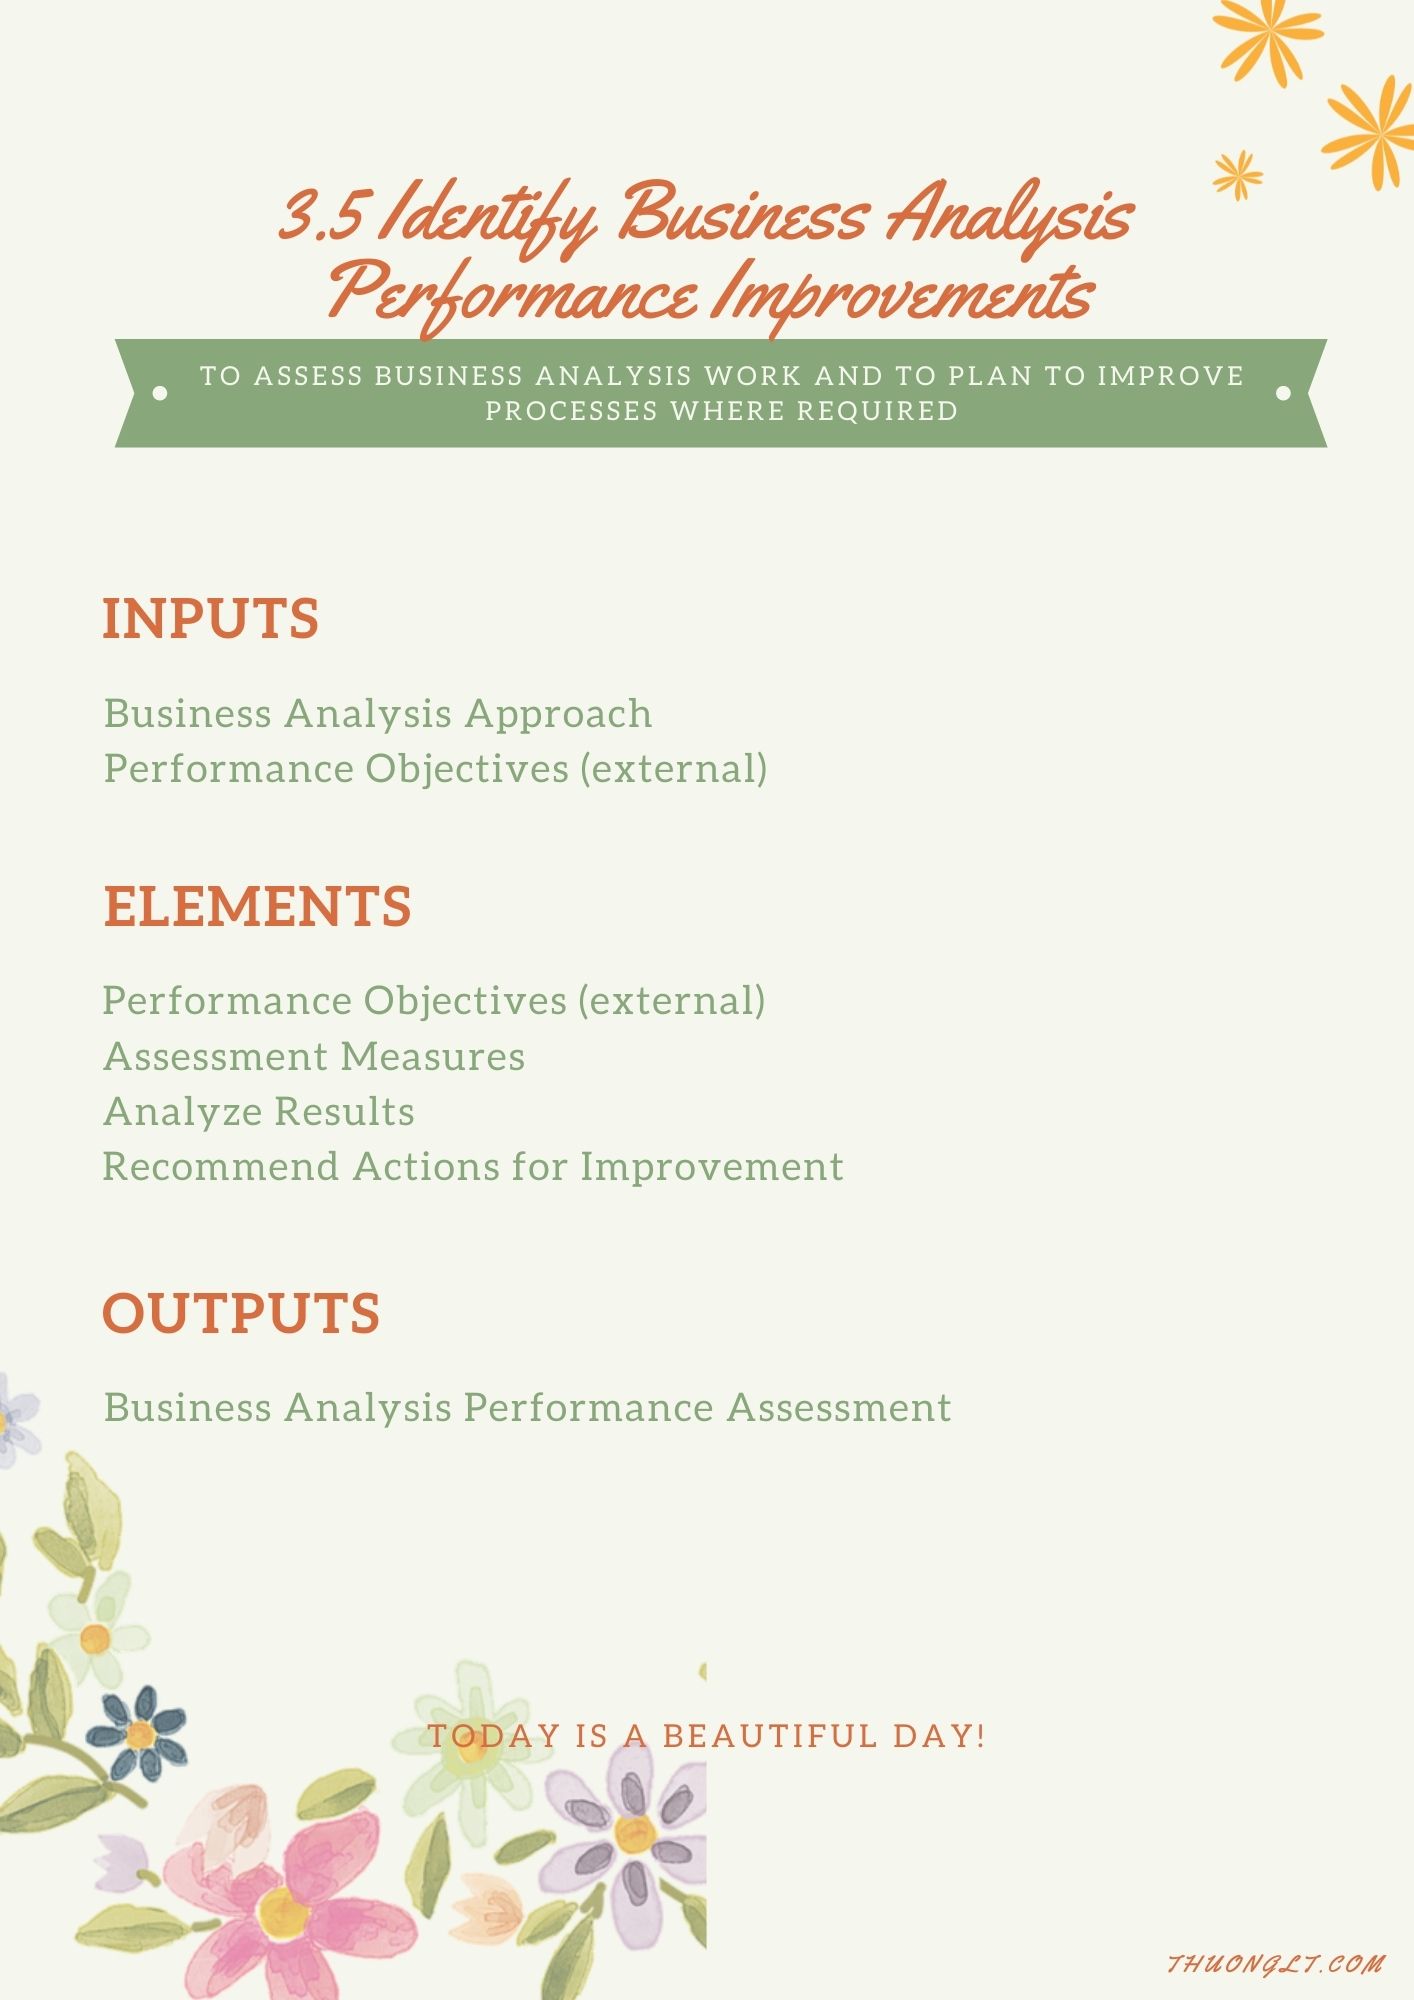 3.5 Identify Business Analysis
Performance Improvements
TO ASSESS BUSINESS ANALYSIS WORK AND TO PLAN TO IMPROVE
PROCESSES WHERE REQUIRED
INPUTS
Business Analysis Approach
Performance Objectives (external)
ELEMENTS
Performance Objectives (external)
Assessment Measures
Analyze Results
Recommend Actions for Improvement
OUTPUTS
Business Analysis Performance Assessment
TODAY IS A BEAUTIFUL DAY!
THUONGLT.COM